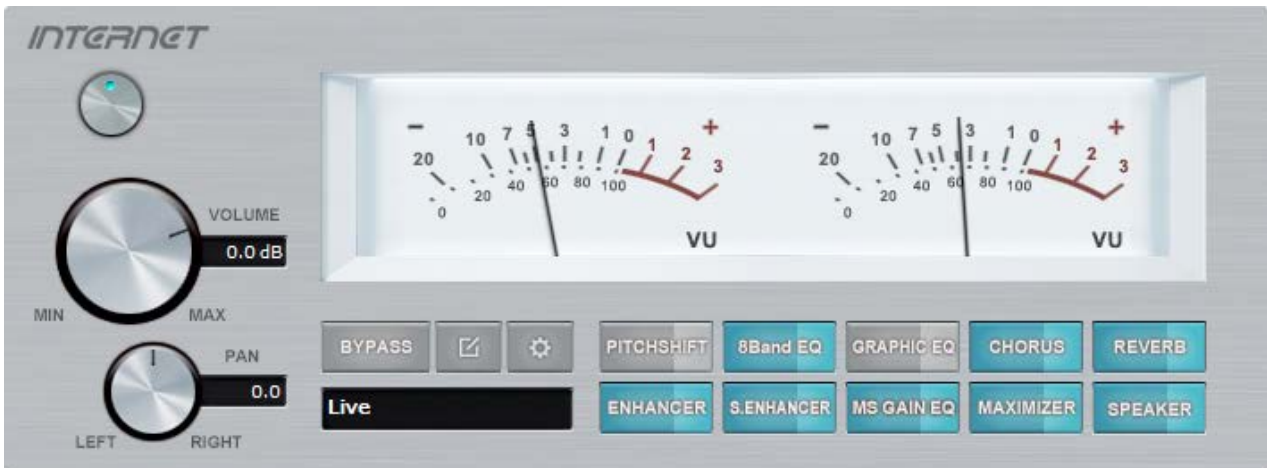 INTERNET
VOLUME
0.0 dB
MIN MAX
PAN
0.0
LEFT RIGHT
− 20 10 7 5 3 1 0 1 2 3 +
0 20 40 60 80 100
VU
− 20 10 7 5 3 1 0 1 2 3 +
0 20 40 60 80 100
VU
BYPASS
PITCHSHIFT 8Band EQ GRAPHIC EQ CHORUS REVERB
Live
ENHANCER S.ENHANCER MS GAIN EQ MAXIMIZER SPEAKER